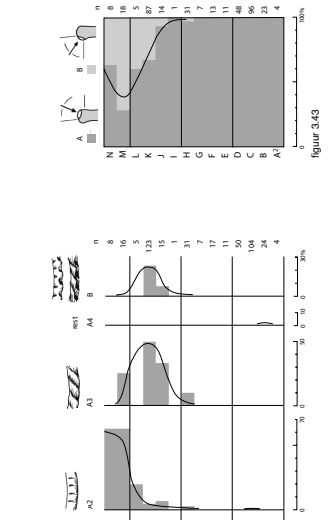 A2 A3 rest A4 B n
8
16
5
123
15
1
31
7
17
11
50
104
24
4
0 70 0 50 0 10 0 30%
A B n
N 8
M 18
5
K 87
J 14
I 1
H 31
G 7
13
E 11
D 48
C 96
B 23
A² 4
0 100%
figuur 3.43